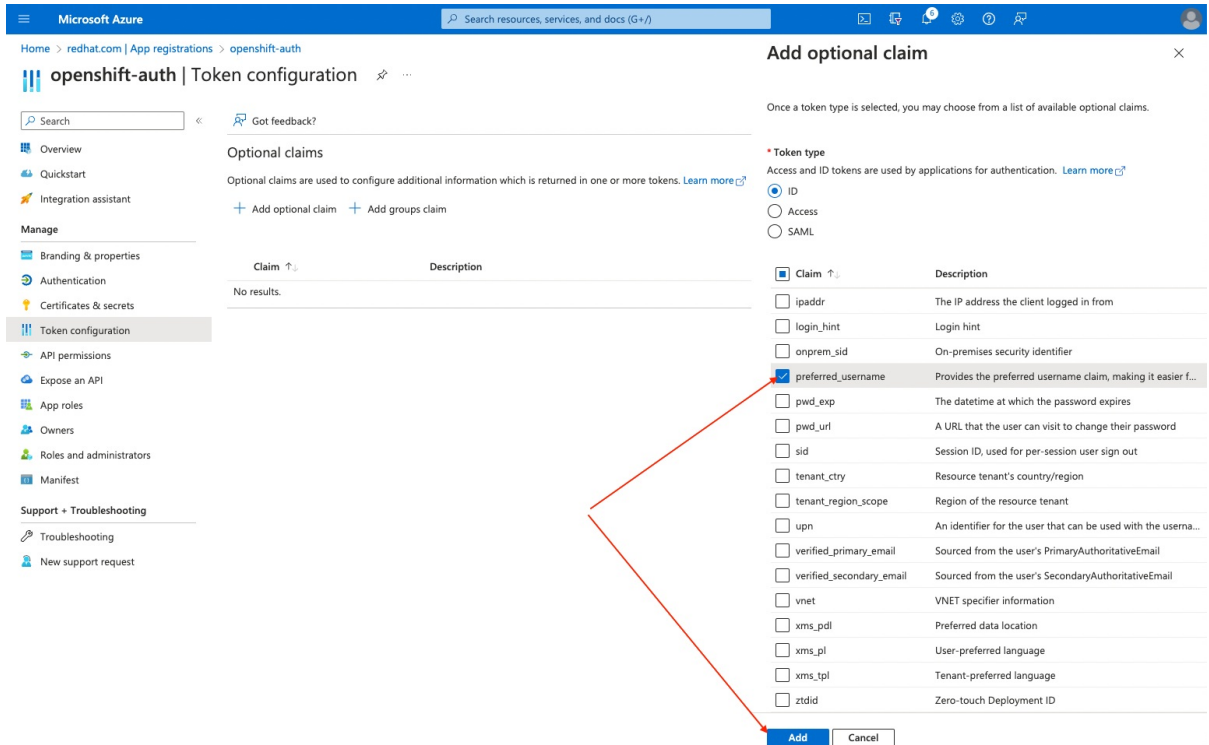 Microsoft Azure
Search resources, services, and docs (G+/)
6
Home > redhat.com | App registrations > openshift-auth
openshift-auth | Token configuration
Search
Overview
Quickstart
Integration assistant
Manage
Branding & properties
Authentication
Certificates & secrets
Token configuration
API permissions
Expose an API
App roles
Owners
Roles and administrators
Manifest
Support + Troubleshooting
Troubleshooting
New support request
Got feedback?
Optional claims
Optional claims are used to configure additional information which is returned in one or more tokens. Learn more
Add optional claim Add groups claim
Claim Description
No results.
Add optional claim
Once a token type is selected, you may choose from a list of available optional claims.
* Token type
Access and ID tokens are used by applications for authentication. Learn more
ID
Access
SAML
Claim Description
ipaddr The IP address the client logged in from
login_hint Login hint
onprem_sid On-premises security identifier
preferred_username Provides the preferred username claim, making it easier f...
pwd_exp The datetime at which the password expires
pwd_url A URL that the user can visit to change their password
sid Session ID, used for per-session user sign out
tenant_ctry Resource tenant's country/region
tenant_region_scope Region of the resource tenant
upn An identifier for the user that can be used with the userna...
verified_primary_email Sourced from the user's PrimaryAuthoritativeEmail
verified_secondary_email Sourced from the user's SecondaryAuthoritativeEmail
vnet VNET specifier information
xms_pdl Preferred data location
xms_pl User-preferred language
xms_tpl Tenant-preferred language
ztdid Zero-touch Deployment ID
Add Cancel